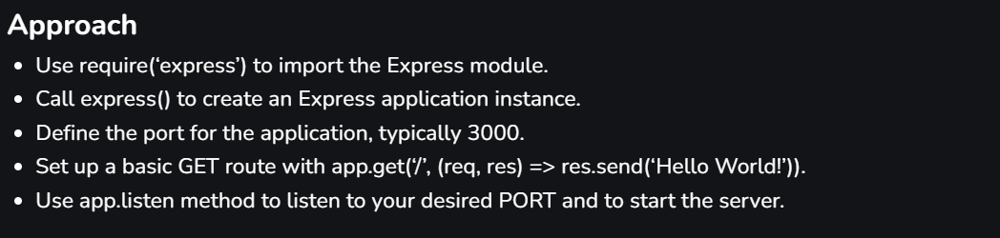 Approach
• Use require(‘express’) to import the Express module.
• Call express() to create an Express application instance.
• Define the port for the application, typically 3000.
• Set up a basic GET route with app.get(‘/’, (req, res) => res.send(‘Hello World!’)).
• Use app.listen method to listen to your desired PORT and to start the server.